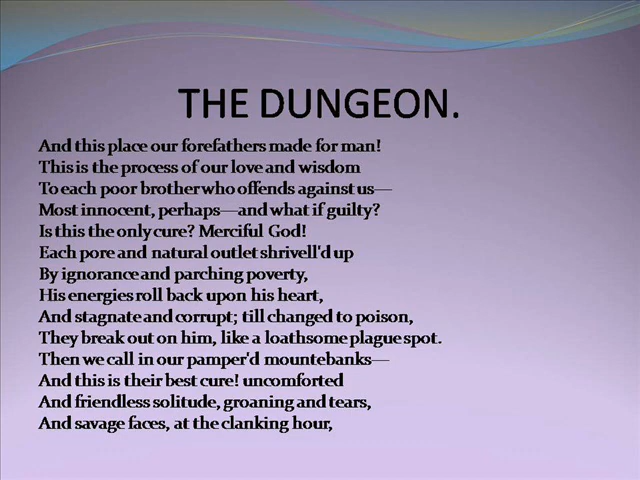 THE DUNGEON.
And this place our forefathers made for man!
This is the process of our love and wisdom
To each poor brother who offends against us—
Most innocent, perhaps—and what if guilty?
Is this the only cure? Merciful God!
Each pore and natural outlet shrivell'd up
By ignorance and parching poverty,
His energies roll back upon his heart,
And stagnate and corrupt; till changed to poison,
They break out on him, like a loathsome plague spot.
Then we call in our pamper'd mountebanks—
And this is their best cure! uncomforted
And friendless solitude, groaning and tears,
And savage faces, at the clanking hour,